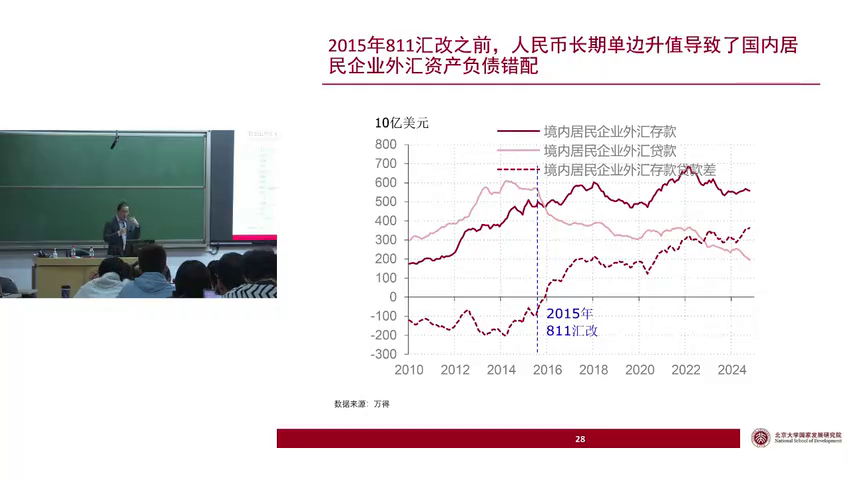 2015年811汇改之前，人民币长期单边升值导致了国内居
民企业外汇资产负债错配
10亿美元
境内居民企业外汇存款
境内居民企业外汇贷款
境内居民企业外汇存款贷款差
800
700
600
500
400
300
200
100
0
-100
-200
-300
2015年
811汇改
2010 2012 2014 2016 2018 2020 2022 2024
数据来源：万得
28
北京大学国家发展研究院
National School of Development